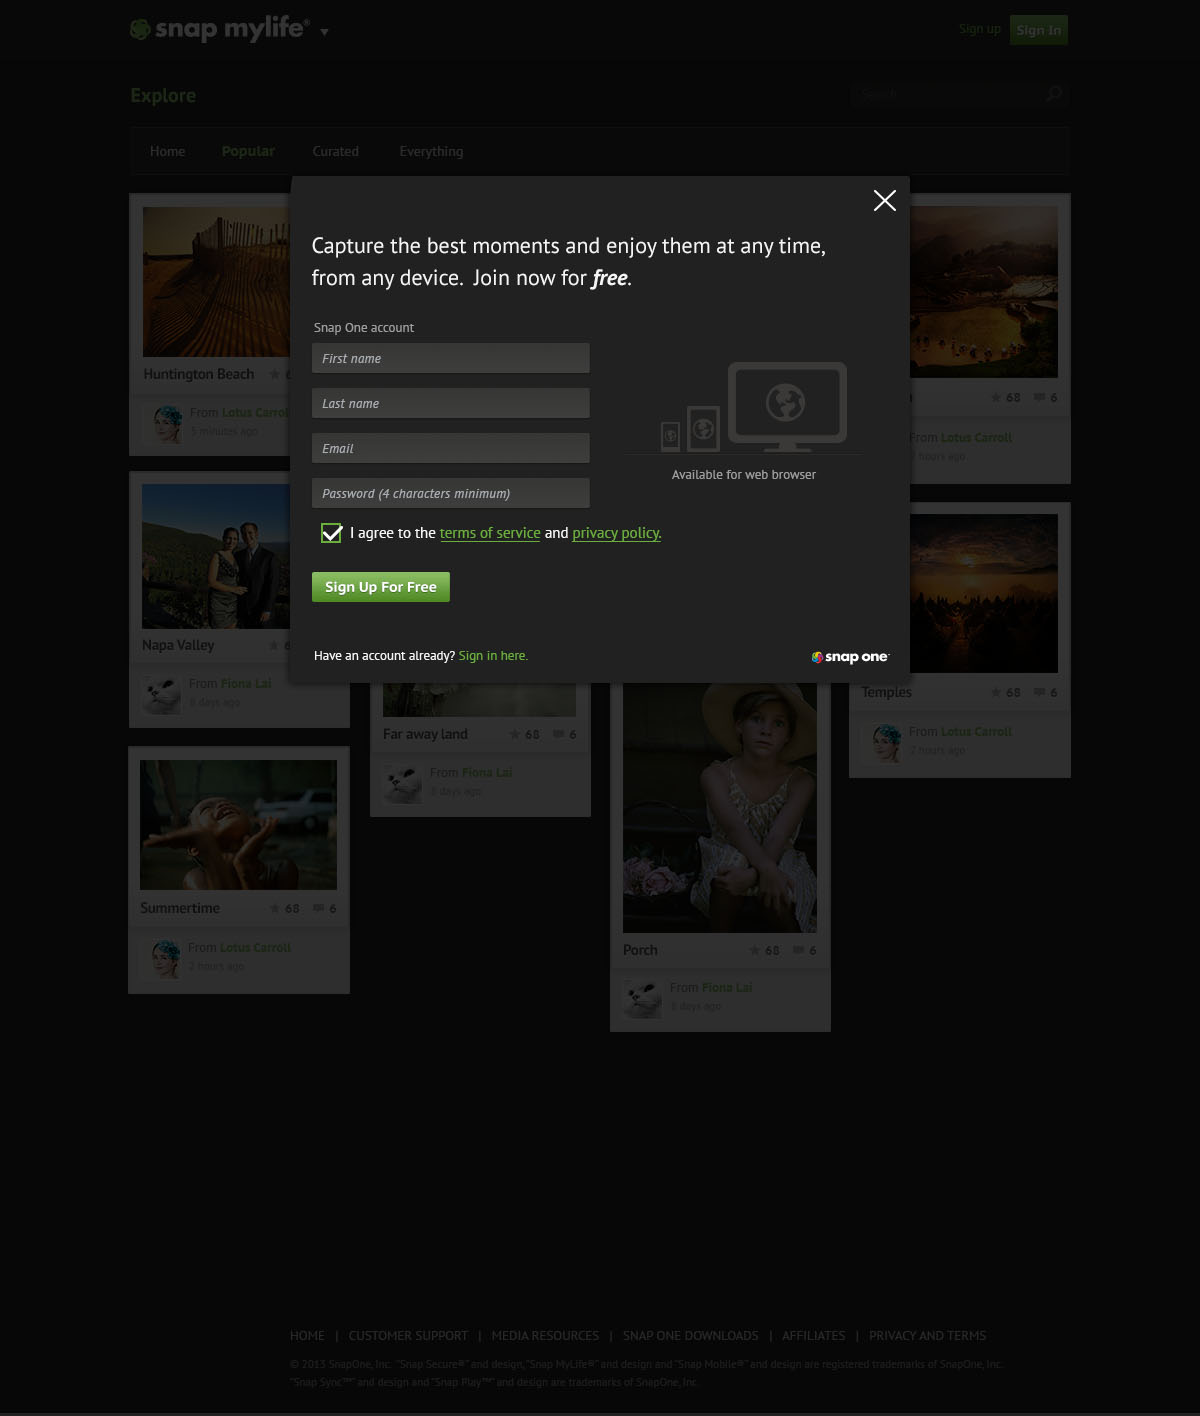 snap mylife®
Sign up
Sign In
Explore
Search
Home Popular Curated Everything
Capture the best moments and enjoy them at any time,
from any device. Join now for free.
Snap One account
First name
Last name
Email
Password (4 characters minimum)
I agree to the terms of service and privacy policy.
Sign Up For Free
Available for web browser
Have an account already? Sign in here.
snap one
Huntington Beach
From Lotus Carrol
5 minutes ago
Napa Valley
From Fiona Lai
8 days ago
Summertime 68 6
From Lotus Carroll
2 hours ago
Far away land 68 6
From Fiona Lai
8 days ago
Porch 68 6
From Fiona Lai
8 days ago
68 6
From Lotus Carroll
hours ago
Temples 68 6
From Lotus Carroll
2 hours ago
HOME | CUSTOMER SUPPORT | MEDIA RESOURCES | SNAP ONE DOWNLOADS | AFFILIATES | PRIVACY AND TERMS
© 2013 SnapOne, Inc. "Snap Secure®" and design, "Snap MyLife®" and design and "Snap Mobile®" and design are registered trademarks of SnapOne, Inc.
"Snap Sync™" and design and "Snap Play™" and design are trademarks of SnapOne, Inc.